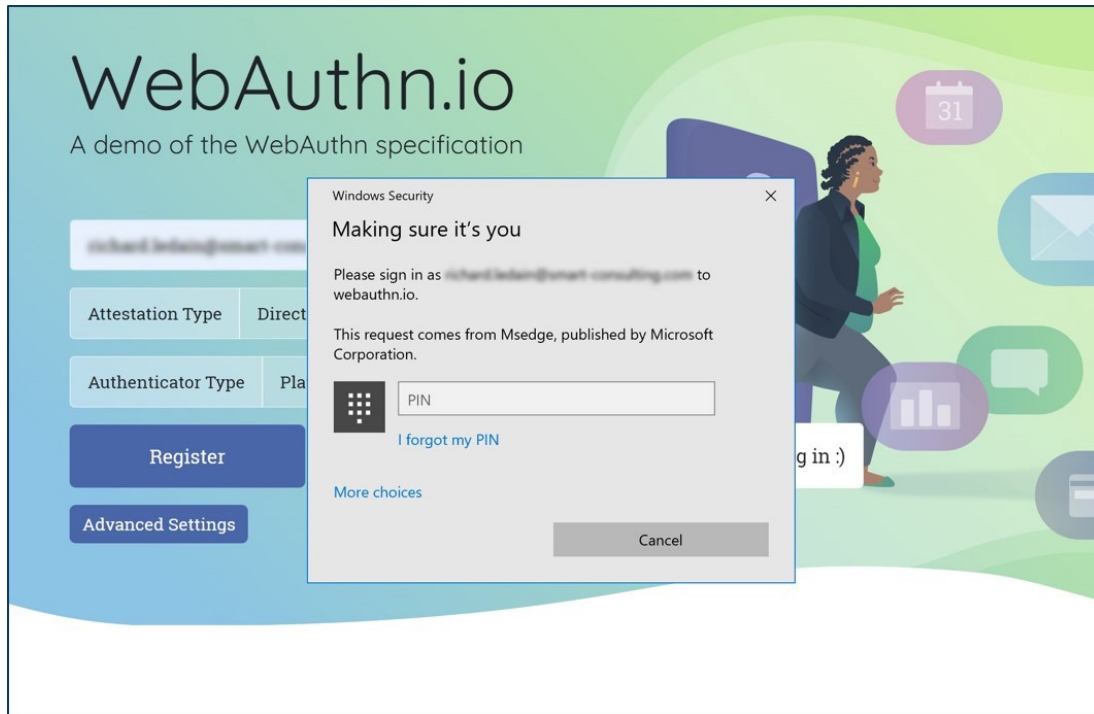 WebAuthn.io
A demo of the WebAuthn specification
31
Windows Security
Making sure it's you
Please sign in as to
webauthn.io.
This request comes from Msedge, published by Microsoft
Corporation.
PIN
I forgot my PIN
More choices
Cancel
Attestation Type Direct
Authenticator Type Pla
Register
Advanced Settings
g in :)